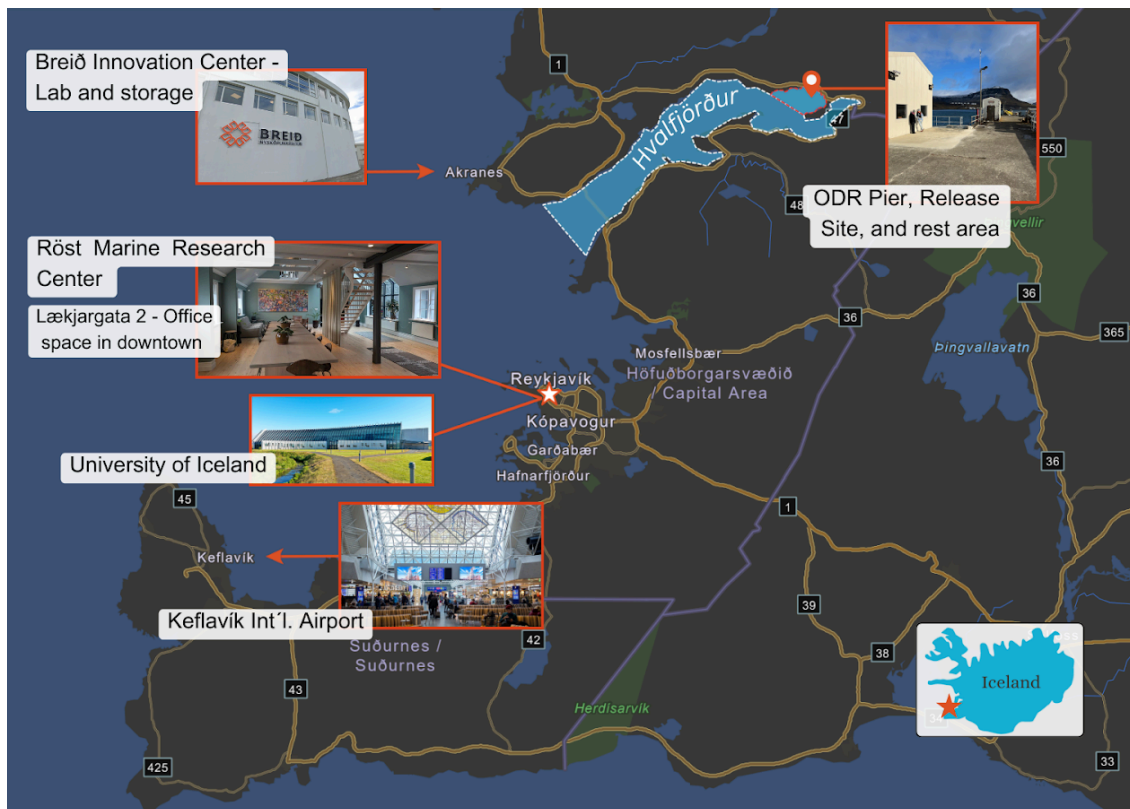 Breið Innovation Center -
Lab and storage
BREIÐ
1
Hvalfjörður
47
550
Akranes
48
ODR Pier, Release
Site, and rest area
Röst Marine Research
Center
Lækjargata 2 - Office
space in downtown
36
36
365
Þingvallavatn
Mosfellsbær
Höfuðborgarsvæðið
/ Capital Area
Reykjavík
Kópavogur
Garðabær
Hafnarfjörður
University of Iceland
36
45
1
Keflavík
Keflavík Int´l. Airport
39
42
38
Suðurnes /
Suðurnes
43
Iceland
34
Herdisarvík
425
33